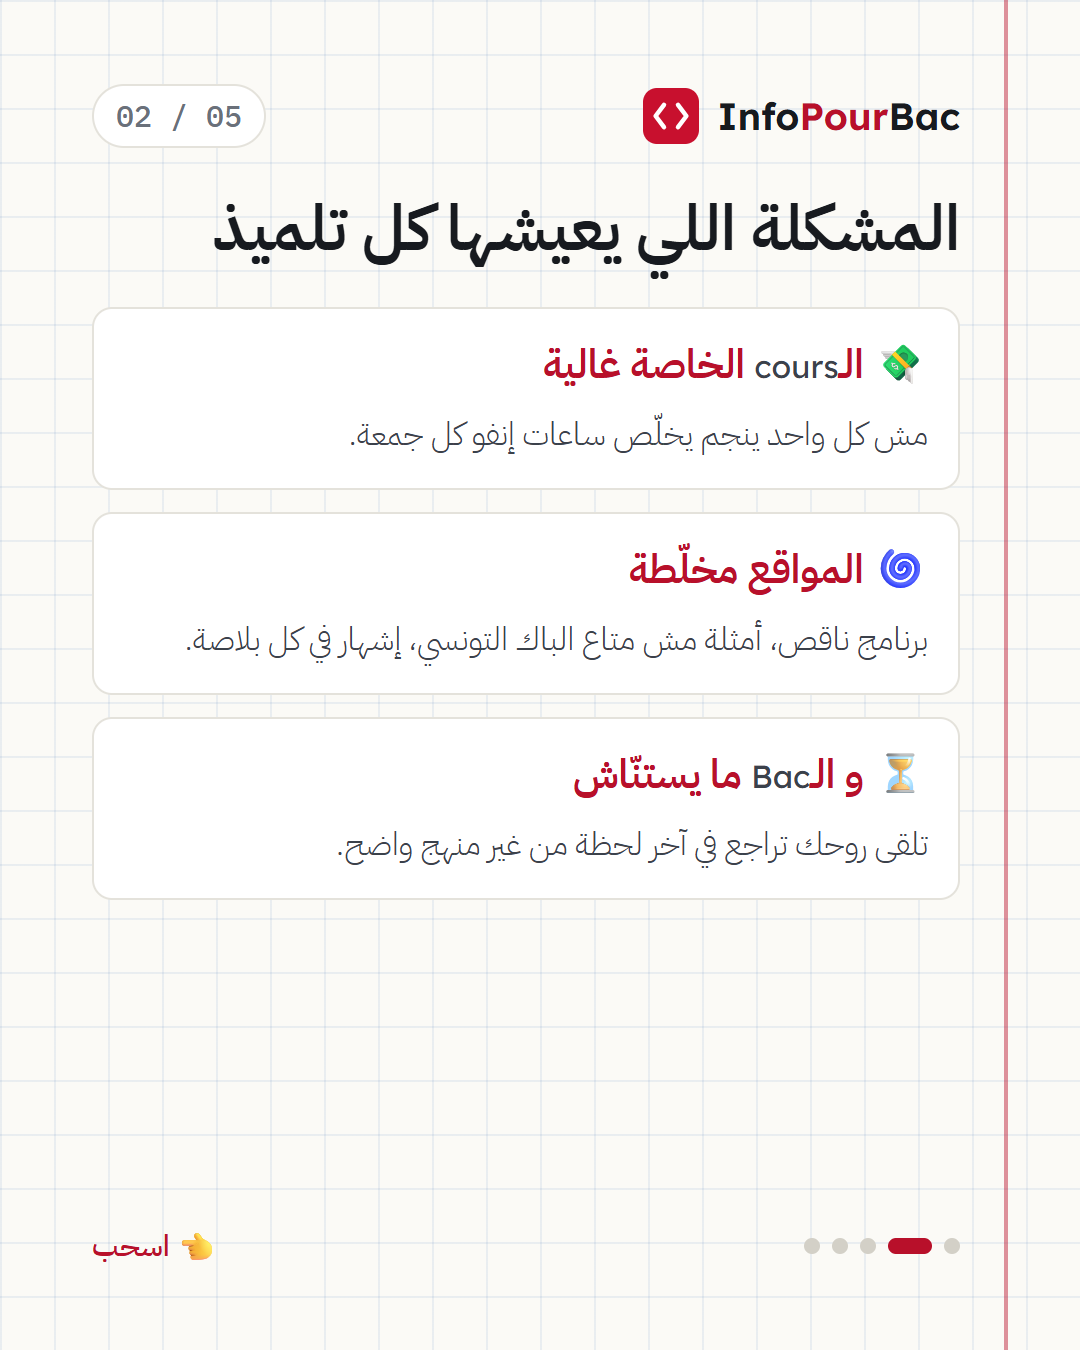 InfoPourBac
02 / 05
المشكلة اللي يعيشها كل تلميذ
الـcours الخاصة غالية
مش كل واحد ينجم يخلّص ساعات إنفو كل جمعة.
المواقع مخلّطة
برنامج ناقص، أمثلة مش متاع الباك التونسي، إشهار في كل بلاصة.
و الـBac ما يستنّاش
تلقى روحك تراجع في آخر لحظة من غير منهج واضح.
اسحب